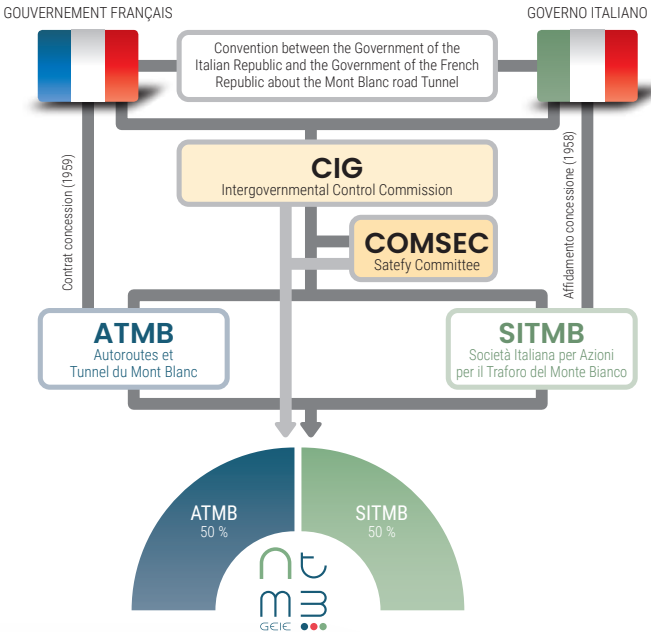 GOUVERNEMENT FRANÇAIS
GOVERNO ITALIANO
Convention between the Government of the
Italian Republic and the Government of the French
Republic about the Mont Blanc road Tunnel
Contrat concession (1959)
Affidamento concessione (1958)
CIG
Intergovernmental Control Commission
COMSEC
Satefy Committee
ATMB
Autoroutes et
Tunnel du Mont Blanc
SITMB
Società Italiana per Azioni
per il Traforo del Monte Bianco
ATMB
50 %
SITMB
50 %
nt
mB
GEIE